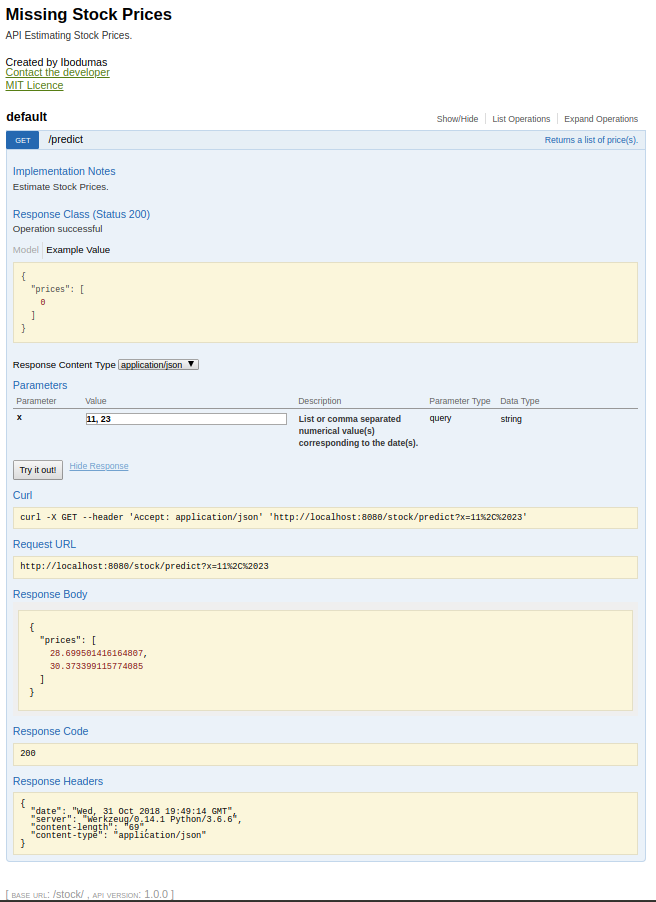 Missing Stock Prices
API Estimating Stock Prices.
Created by Ibodumas
Contact the developer
MIT Licence
default
Show/Hide List Operations Expand Operations
GET /predict Returns a list of price(s).
Implementation Notes
Estimate Stock Prices.
Response Class (Status 200)
Operation successful
Model Example Value
{
"prices": [
0
]
}
Response Content Type application/json
Parameters
Parameter Value Description Parameter Type Data Type
x 11, 23 List or comma separated query string
numerical value(s)
corresponding to the date(s).
Try it out! Hide Response
Curl
curl -X GET --header 'Accept: application/json' 'http://localhost:8080/stock/predict?x=11%2C%2023'
Request URL
http://localhost:8080/stock/predict?x=11%2C%2023
Response Body
{
"prices": [
28.699501416164807,
30.373399115774085
]
}
Response Code
200
Response Headers
{
"date": "Wed, 31 Oct 2018 19:49:14 GMT",
"server": "Werkzeug/0.14.1 Python/3.6.6",
"content-length": "69",
"content-type": "application/json"
}
[ BASE URL: /stock/ , API VERSION: 1.0.0 ]